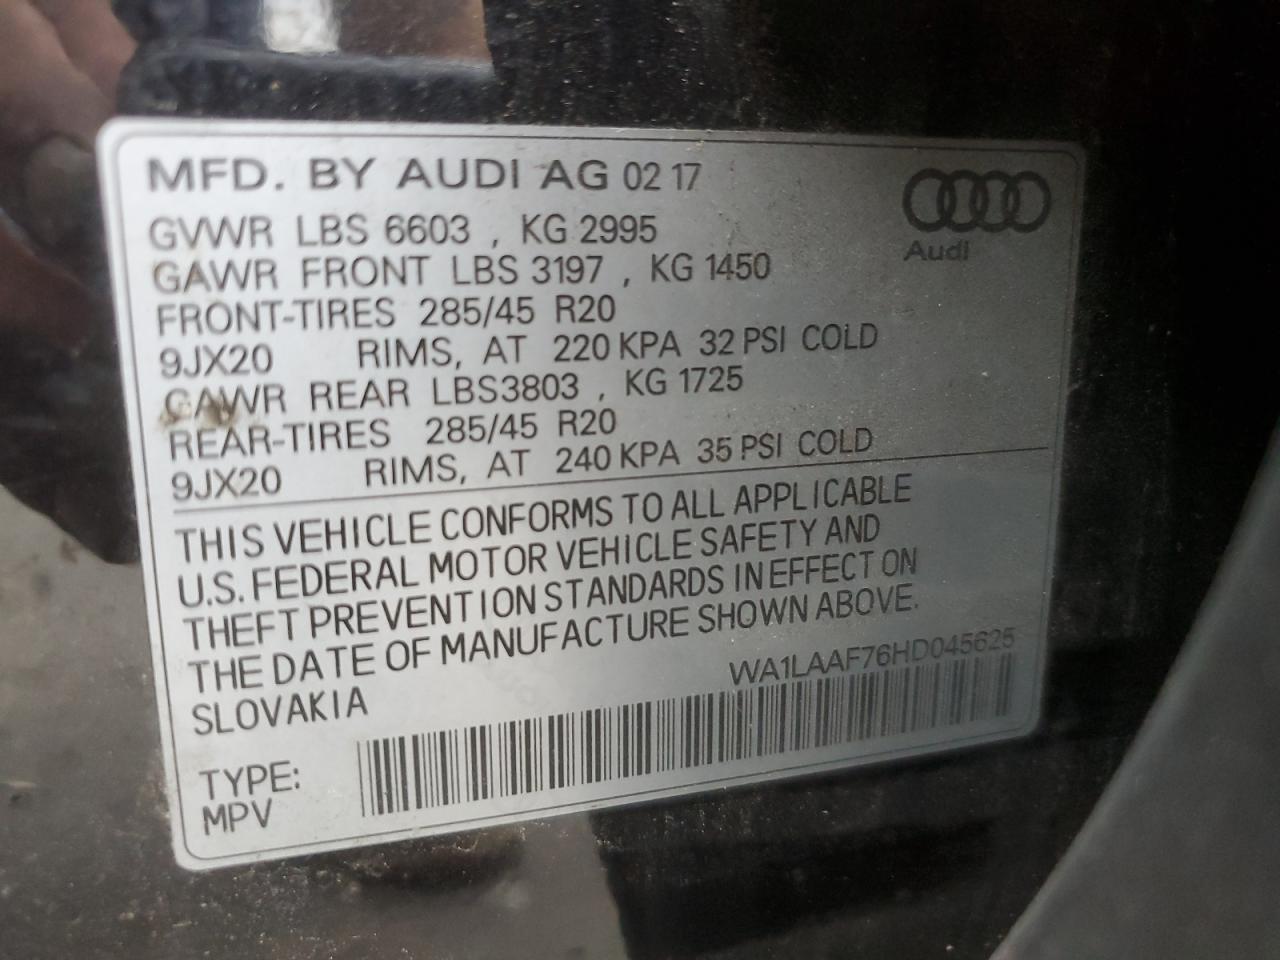 MFD. BY AUDI AG 02 17
Audi
GVWR LBS 6603 , KG 2995
GAWR FRONT LBS 3197 , KG 1450
FRONT-TIRES 285/45 R20
9JX20 RIMS, AT 220 KPA 32 PSI COLD
GAWR REAR LBS3803 , KG 1725
REAR-TIRES 285/45 R20
9JX20 RIMS, AT 240 KPA 35 PSI COLD
THIS VEHICLE CONFORMS TO ALL APPLICABLE
U.S. FEDERAL MOTOR VEHICLE SAFETY AND
THEFT PREVENTION STANDARDS IN EFFECT ON
THE DATE OF MANUFACTURE SHOWN ABOVE.
SLOVAKIA
WA1LAAF76HD045625
TYPE:
MPV